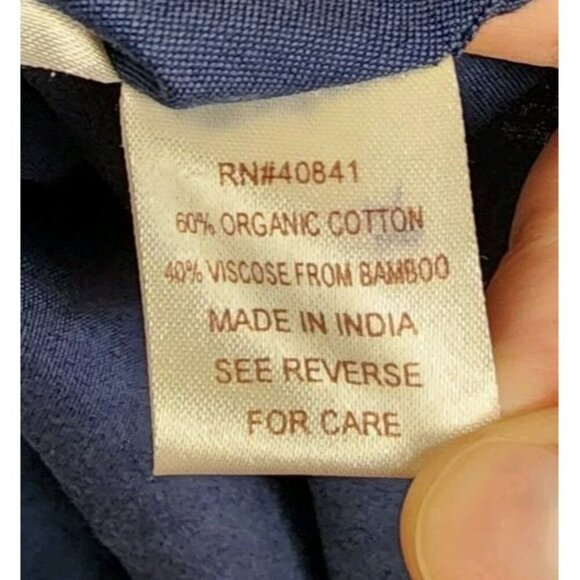 RN#40841
60% ORGANIC COTTON
40% VISCOSE FROM BAMBOO
MADE IN INDIA
SEE REVERSE
FOR CARE